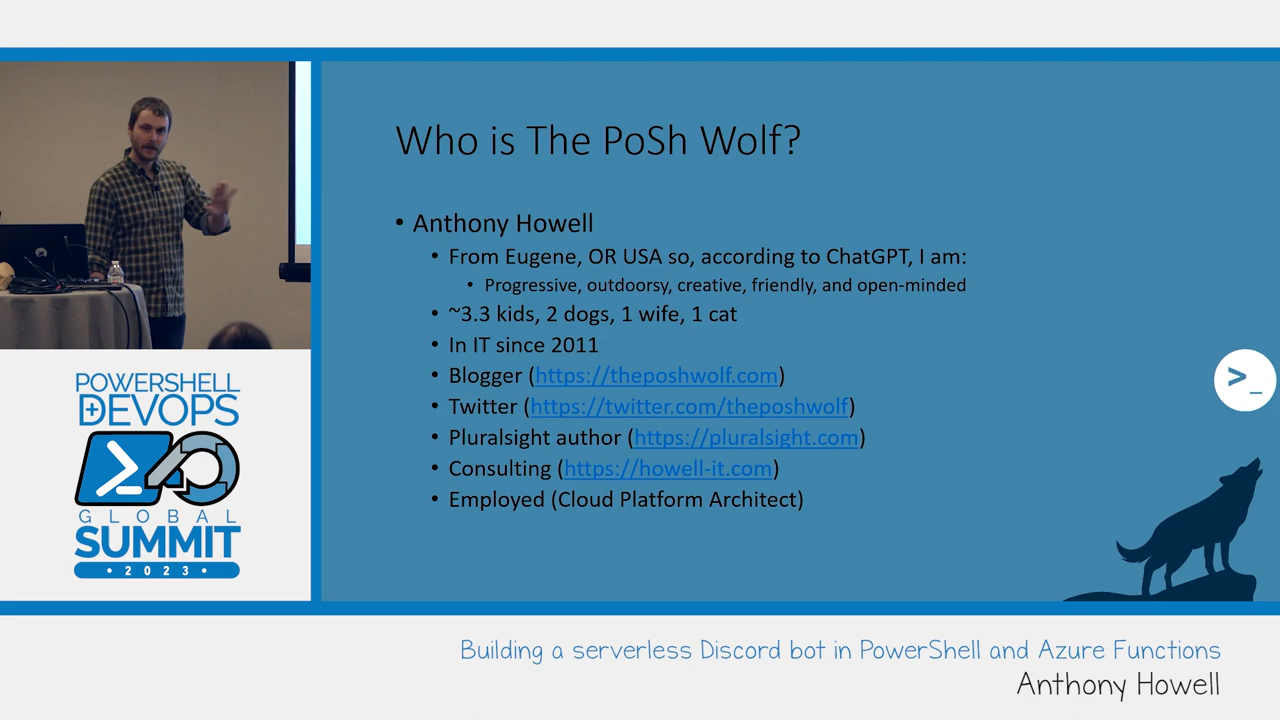 Who is The PoSh Wolf?
• Anthony Howell
• From Eugene, OR USA so, according to ChatGPT, I am:
• Progressive, outdoorsy, creative, friendly, and open-minded
• ~3.3 kids, 2 dogs, 1 wife, 1 cat
• In IT since 2011
• Blogger (https://theposhwolf.com)
• Twitter (https://twitter.com/theposhwolf)
• Pluralsight author (https://pluralsight.com)
• Consulting (https://howell-it.com)
• Employed (Cloud Platform Architect)
>_
POWERSHELL
+DEVOPS
GLOBAL
SUMMIT
• 2023 •
Building a serverless Discord bot in PowerShell and Azure Functions
Anthony Howell